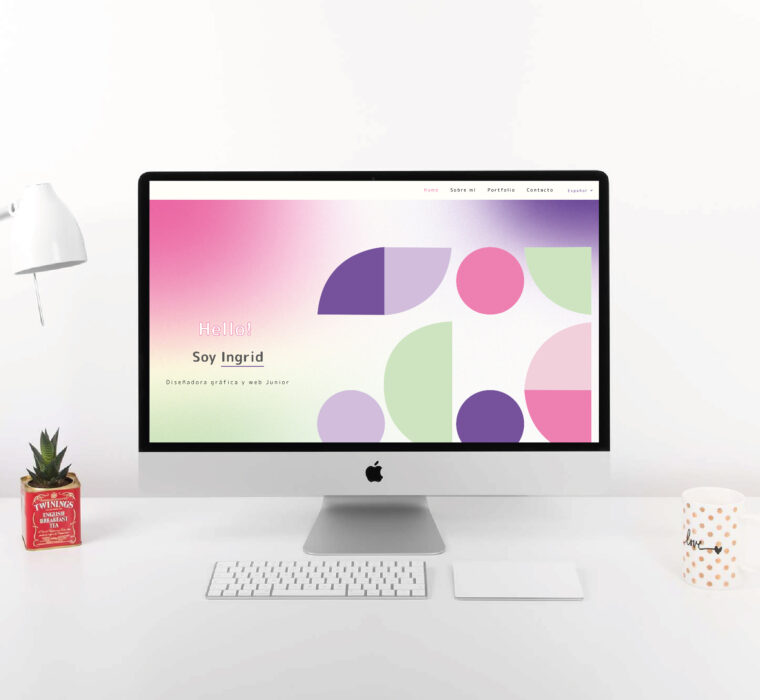 Home Sobre mí Portfolio Contacto Español
Hello!
Soy Ingrid
Diseñadora gráfica y web Junior
TWININGS
ENGLISH
BREAKFAST
TEA
love